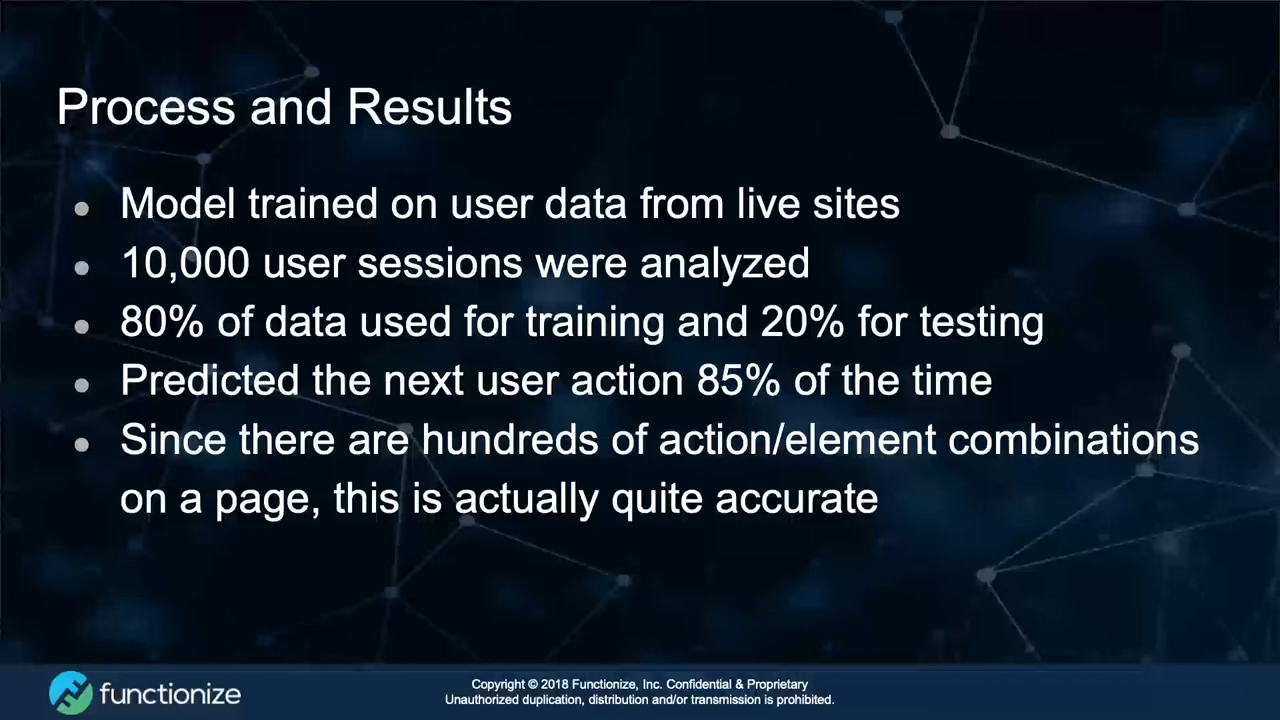 Process and Results
● Model trained on user data from live sites
● 10,000 user sessions were analyzed
● 80% of data used for training and 20% for testing
● Predicted the next user action 85% of the time
● Since there are hundreds of action/element combinations
on a page, this is actually quite accurate
functionize
Copyright © 2018 Functionize, Inc. Confidential & Proprietary
Unauthorized duplication, distribution and/or transmission is prohibited.